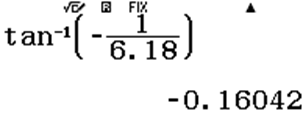 √ R FIX ▲
tan⁻¹(-1/6.18)
-0.16042